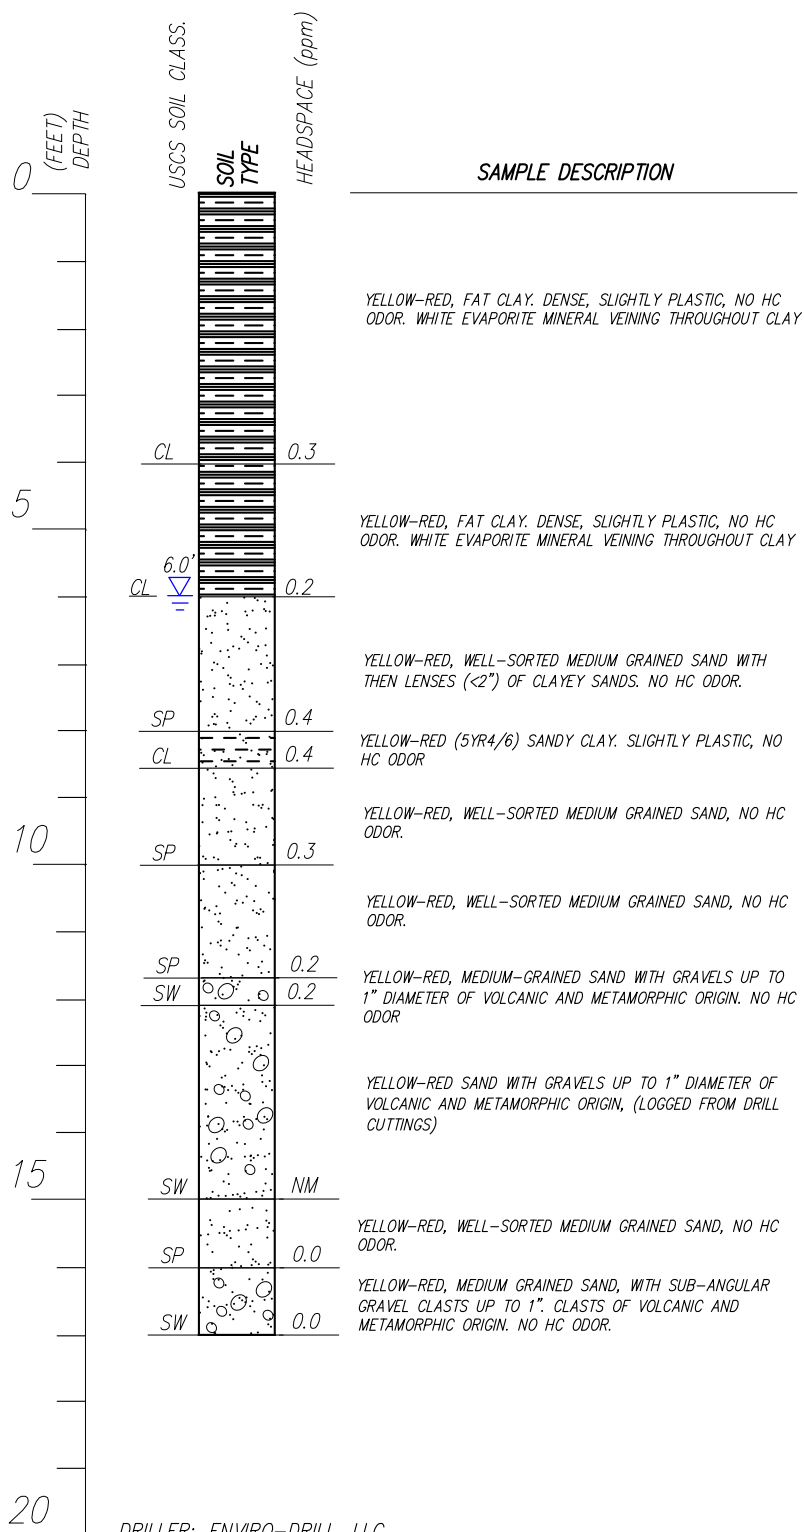 (FEET)
DEPTH
USCS SOIL CLASS.
SOIL
TYPE
HEADSPACE (ppm)
SAMPLE DESCRIPTION
0
YELLOW-RED, FAT CLAY. DENSE, SLIGHTLY PLASTIC, NO HC
ODOR. WHITE EVAPORITE MINERAL VEINING THROUGHOUT CLAY
CL
0.3
5
YELLOW-RED, FAT CLAY. DENSE, SLIGHTLY PLASTIC, NO HC
ODOR. WHITE EVAPORITE MINERAL VEINING THROUGHOUT CLAY
6.0'
CL
0.2
YELLOW-RED, WELL-SORTED MEDIUM GRAINED SAND WITH
THEN LENSES (<2") OF CLAYEY SANDS. NO HC ODOR.
SP
0.4
YELLOW-RED (5YR4/6) SANDY CLAY. SLIGHTLY PLASTIC, NO
HC ODOR
CL
0.4
YELLOW-RED, WELL-SORTED MEDIUM GRAINED SAND, NO HC
ODOR.
10
SP
0.3
YELLOW-RED, WELL-SORTED MEDIUM GRAINED SAND, NO HC
ODOR.
SP
0.2
YELLOW-RED, MEDIUM-GRAINED SAND WITH GRAVELS UP TO
1" DIAMETER OF VOLCANIC AND METAMORPHIC ORIGIN. NO HC
ODOR
SW
0.2
YELLOW-RED SAND WITH GRAVELS UP TO 1" DIAMETER OF
VOLCANIC AND METAMORPHIC ORIGIN, (LOGGED FROM DRILL
CUTTINGS)
15
SW
NM
YELLOW-RED, WELL-SORTED MEDIUM GRAINED SAND, NO HC
ODOR.
SP
0.0
YELLOW-RED, MEDIUM GRAINED SAND, WITH SUB-ANGULAR
GRAVEL CLASTS UP TO 1". CLASTS OF VOLCANIC AND
METAMORPHIC ORIGIN. NO HC ODOR.
SW
0.0
20
DRILLER: ENVIRO-DRILL, LLC